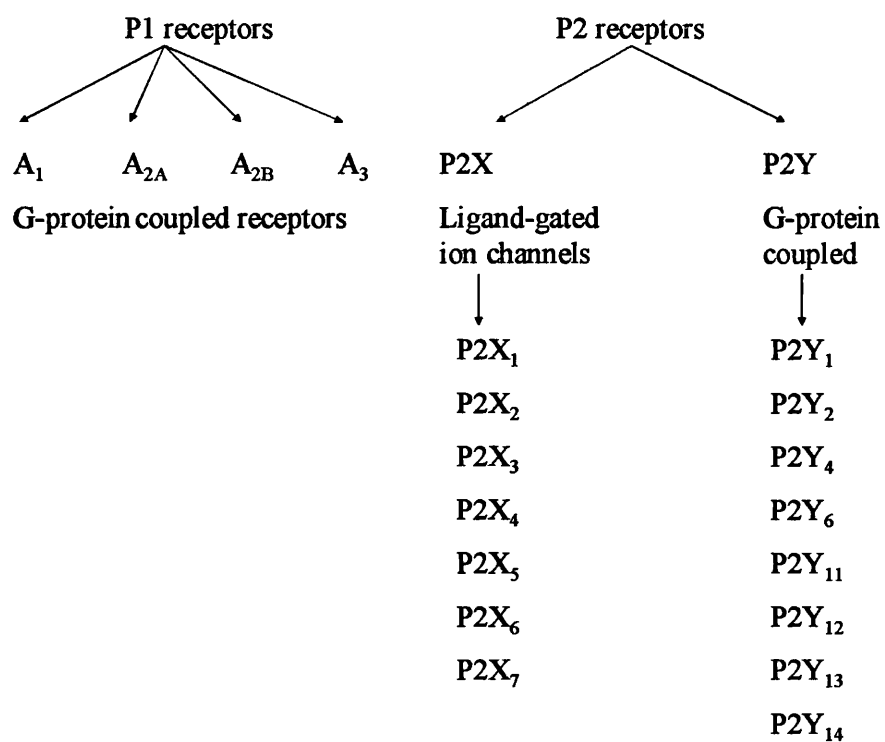 P1 receptors
P2 receptors
A1 A2A A2B A3
G-protein coupled receptors
P2X
Ligand-gated
ion channels
P2X1
P2X2
P2X3
P2X4
P2X5
P2X6
P2X7
P2Y
G-protein
coupled
P2Y1
P2Y2
P2Y4
P2Y6
P2Y11
P2Y12
P2Y13
P2Y14